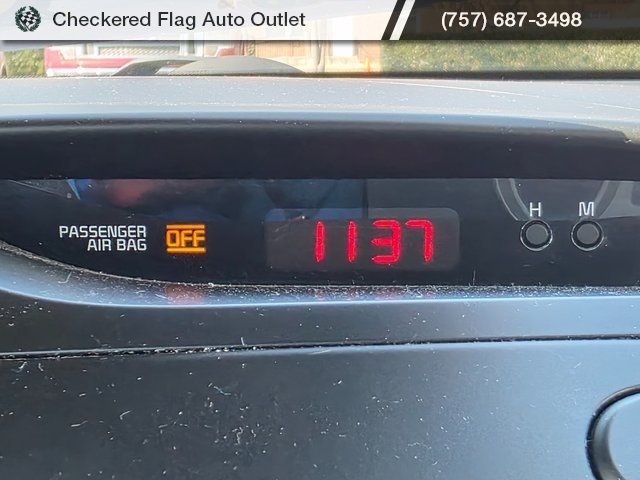 Checkered Flag Auto Outlet
(757) 687-3498
PASSENGER
AIR BAG
OFF
1137
H
M